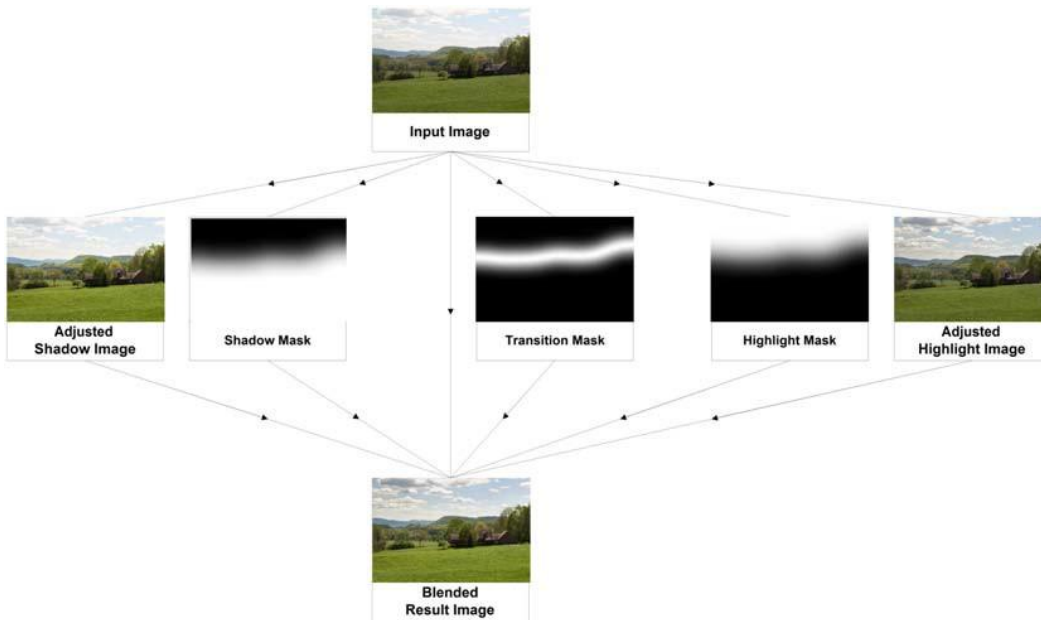 Input Image
Adjusted
Shadow Image
Shadow Mask
Transition Mask
Highlight Mask
Adjusted
Highlight Image
Blended
Result Image